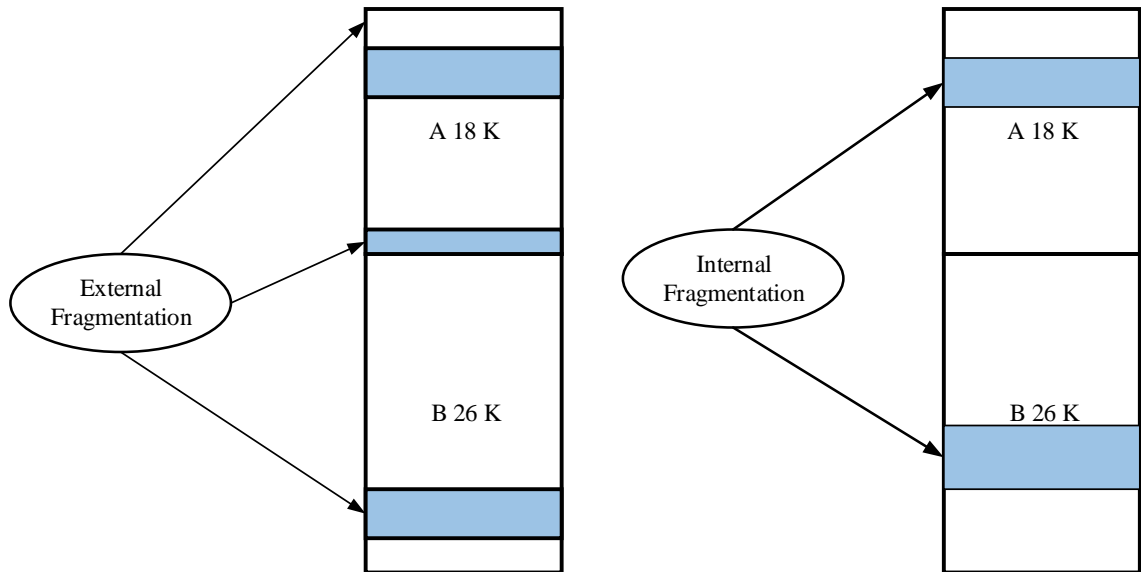 A 18 K
External
Fragmentation
B 26 K
A 18 K
Internal
Fragmentation
B 26 K